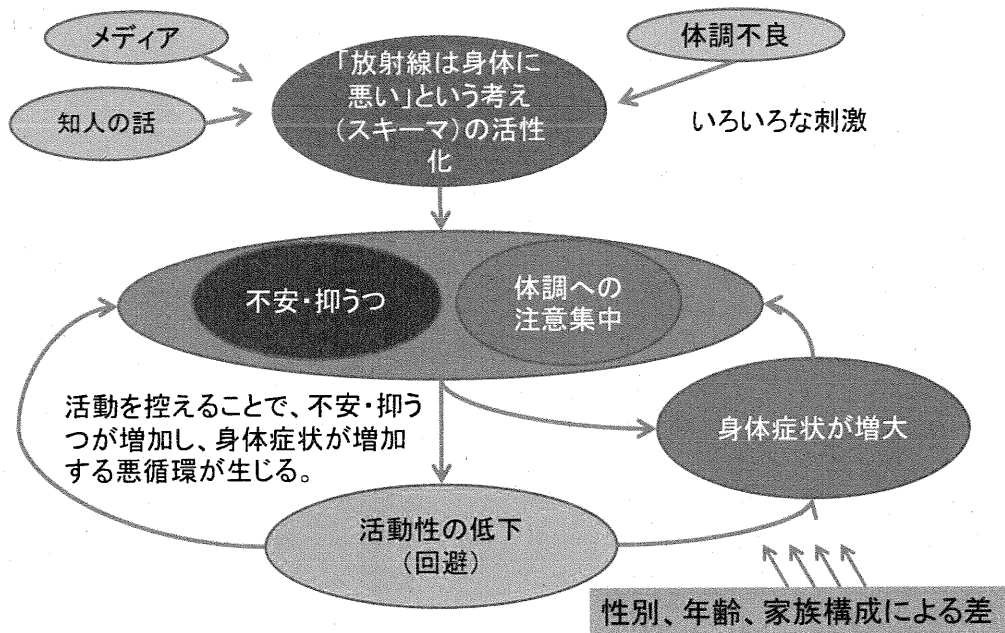 メディア
体調不良
「放射線は身体に
悪い」という考え
(スキーマ)の活性
化
知人の話
いろいろな刺激
不安・抑うつ
体調への
注意集中
活動を控えることで、不安・抑う
つが増加し、身体症状が増加
する悪循環が生じる。
身体症状が増大
活動性の低下
(回避)
性別、年齢、家族構成による差